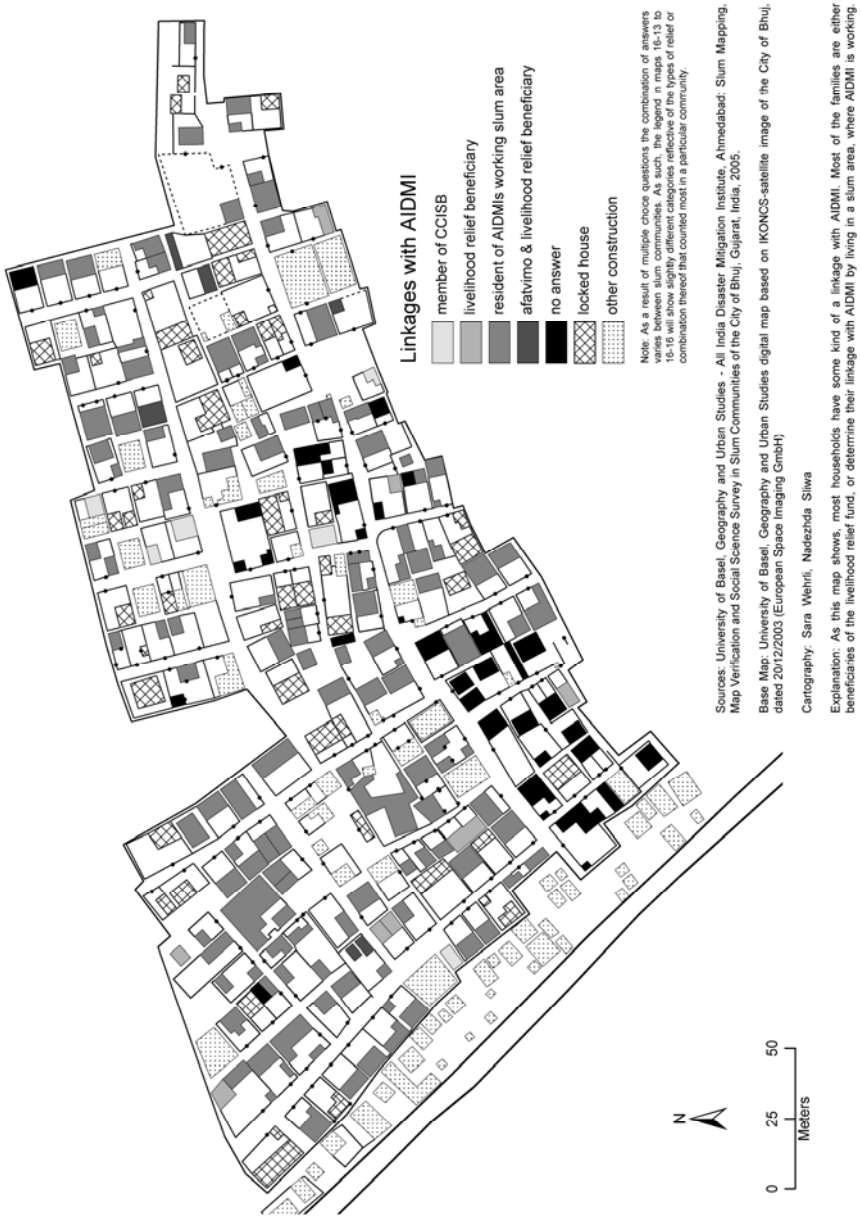 Linkages with AIDMI
member of CCISB
livelihood relief beneficiary
resident of AIDMIs working slum area
afatvimo & livelihood relief beneficiary
no answer
locked house
other construction
Note: As a result of multiple choice questions the combination of answers
varies between slum communities. As such, the legend in maps 16-13 to
16-16 will show slightly different categories reflective of the types of relief or
combination thereof that counted most in a particular community.
Sources: University of Basel, Geography and Urban Studies - All India Disaster Mitigation Institute, Ahmedabad: Slum Mapping,
Map Verification and Social Science Survey in Slum Communities of the City of Bhuj, Gujarat, India, 2005.
Base Map: University of Basel, Geography and Urban Studies digital map based on IKONCS-satellite image of the City of Bhuj,
dated 20/12/2003 (European Space Imaging GmbH)
Cartography: Sara Wehrli, Nadezhda Sliwa
Explanation: As this map shows, most households have some kind of a linkage with AIDMI. Most of the families are either
beneficiaries of the livelihood relief fund, or determine their linkage with AIDMI by living in a slum area, where AIDMI is working.
N
0 25 50
Meters